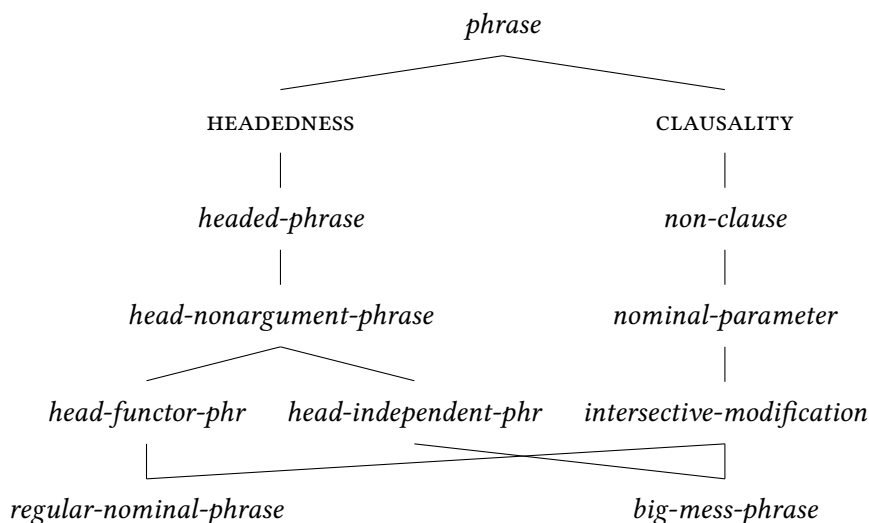 phrase
HEADEDNESS CLAUSALITY
headed-phrase non-clause
head-nonargument-phrase nominal-parameter
head-functor-phr head-independent-phr intersective-modification
regular-nominal-phrase big-mess-phrase